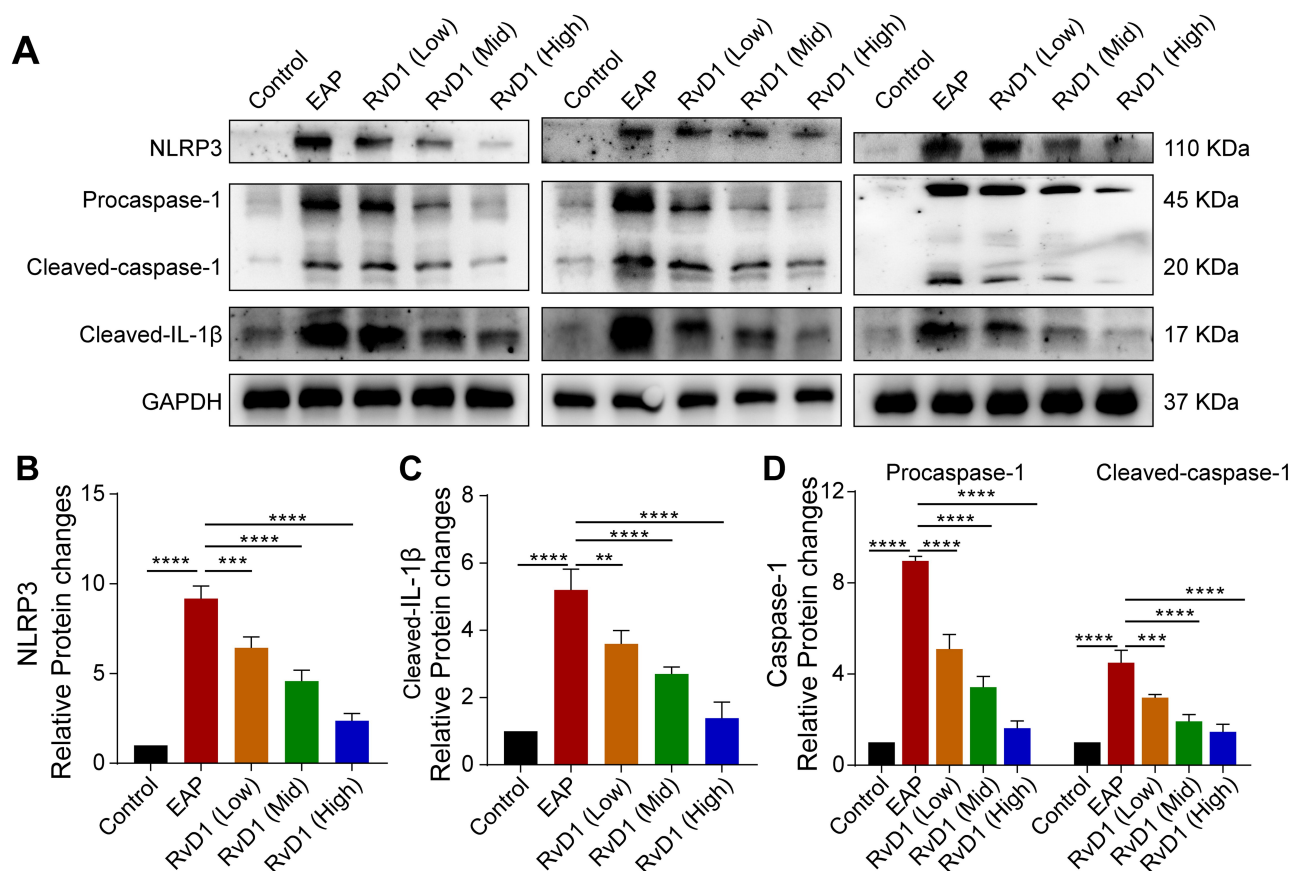 A
Control EAP RvD1 (Low) RvD1 (Mid) RvD1 (High) Control EAP RvD1 (Low) RvD1 (Mid) RvD1 (High) Control EAP RvD1 (Low) RvD1 (Mid) RvD1 (High)
NLRP3 110 KDa
Procaspase-1 45 KDa
Cleaved-caspase-1 20 KDa
Cleaved-IL-1β 17 KDa
GAPDH 37 KDa
B
NLRP3
Relative Protein changes
15
10
5
0
****
****
**** ***
Control EAP RvD1 (Low) RvD1 (Mid) RvD1 (High)
C
Cleaved-IL-1β
Relative Protein changes
8
6
4
2
0
****
****
**** **
Control EAP RvD1 (Low) RvD1 (Mid) RvD1 (High)
D
Procaspase-1 Cleaved-caspase-1
Caspase-1
Relative Protein changes
12
8
4
0
****
****
**** ****
****
****
**** ***
Control EAP RvD1 (Low) RvD1 (Mid) RvD1 (High) Control EAP RvD1 (Low) RvD1 (Mid) RvD1 (High)